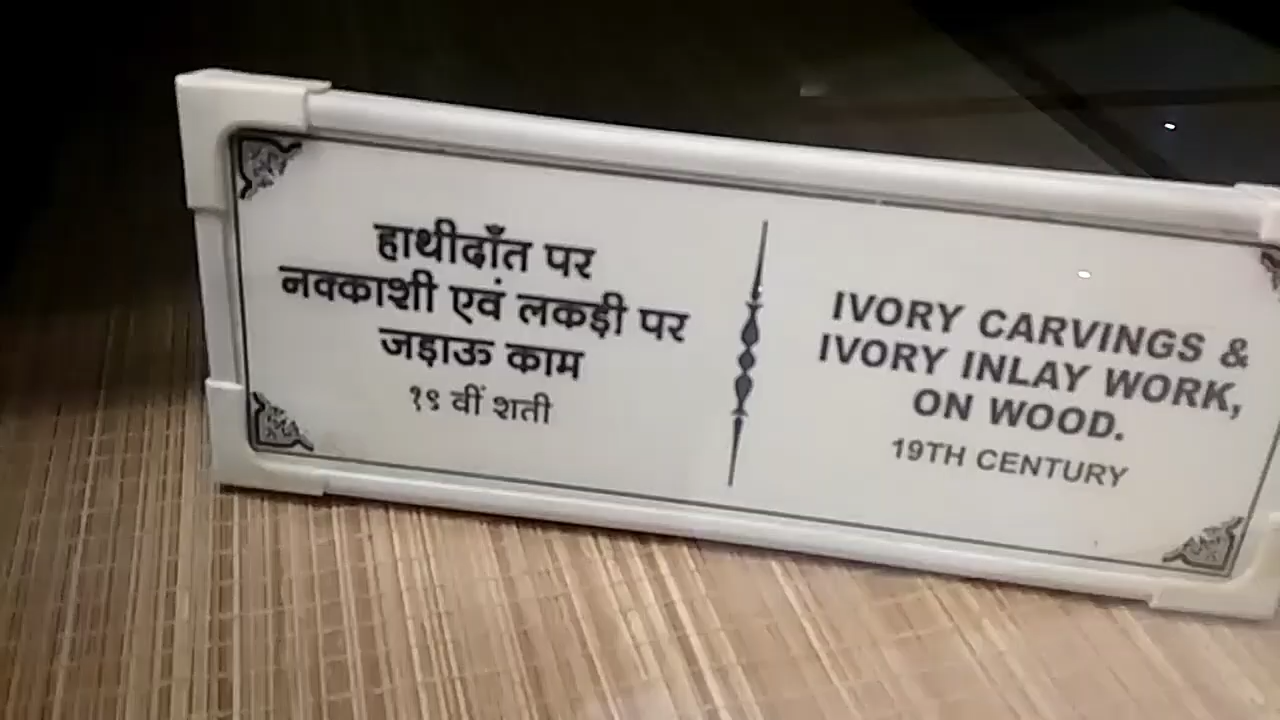 हाथीदाँत पर
नक्काशी एवं लकड़ी पर
जड़ाऊ काम
१९ वीं शती
IVORY CARVINGS &
IVORY INLAY WORK,
ON WOOD.
19TH CENTURY